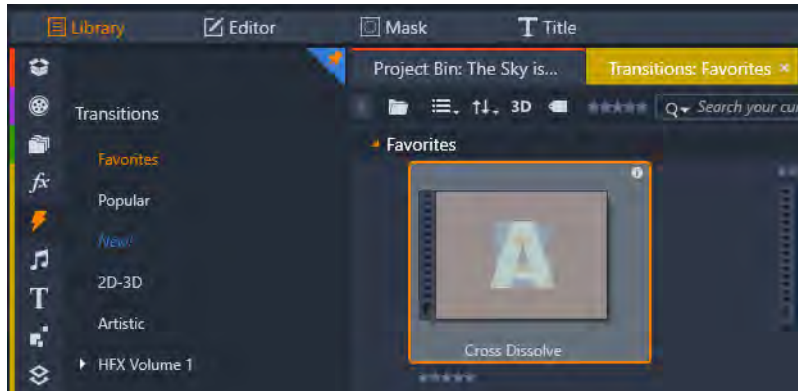 Library Editor Mask Title
Project Bin: The Sky is... Transitions: Favorites ×
Transitions
3D Search your cur
Favorites
Favorites
Popular
New!
2D-3D
Artistic
HFX Volume 1
A
Cross Dissolve